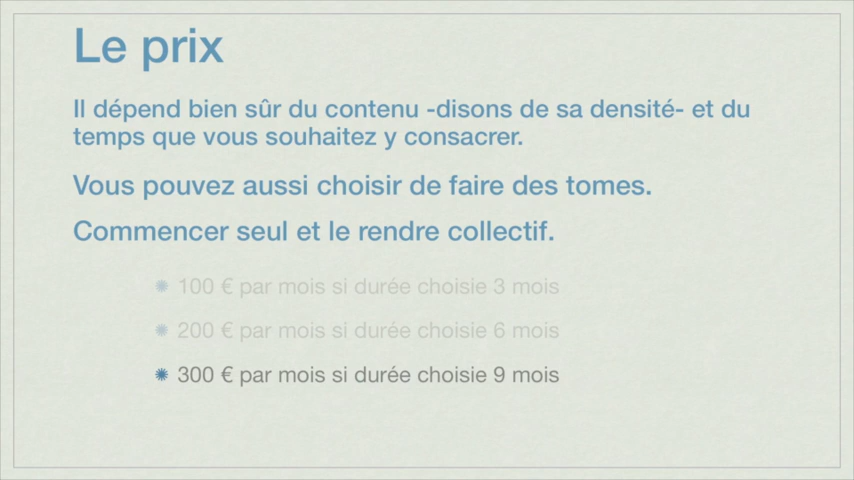 Le prix
Il dépend bien sûr du contenu -disons de sa densité- et du
temps que vous souhaitez y consacrer.
Vous pouvez aussi choisir de faire des tomes.
Commencer seul et le rendre collectif.
100 € par mois si durée choisie 3 mois
200 € par mois si durée choisie 6 mois
300 € par mois si durée choisie 9 mois